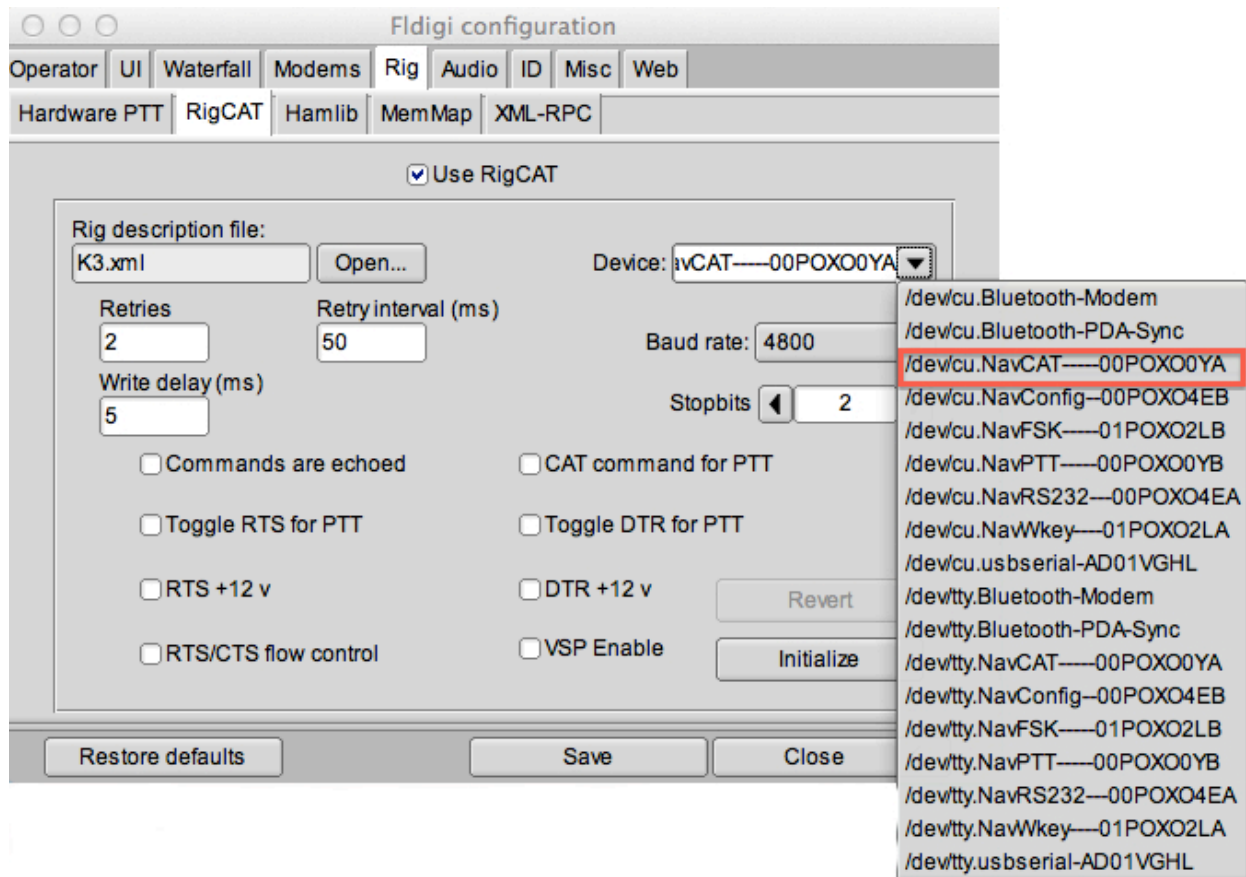 Fldigi configuration
Operator UI Waterfall Modems Rig Audio ID Misc Web
Hardware PTT RigCAT Hamlib MemMap XML-RPC
Use RigCAT
Rig description file:
K3.xml Open... Device: avCAT-----00POXO0YA
Retries Retry interval (ms)
2 50 Baud rate: 4800
Write delay (ms)
5 Stopbits 2
Commands are echoed CAT command for PTT
Toggle RTS for PTT Toggle DTR for PTT
RTS +12 v DTR +12 v Revert
RTS/CTS flow control VSP Enable Initialize
Restore defaults Save Close
/dev/cu.Bluetooth-Modem
/dev/cu.Bluetooth-PDA-Sync
/dev/cu.NavCAT-----00POXO0YA
/dev/cu.NavConfig--00POXO4EB
/dev/cu.NavFSK-----01POXO2LB
/dev/cu.NavPTT-----00POXO0YB
/dev/cu.NavRS232---00POXO4EA
/dev/cu.NavWkey----01POXO2LA
/dev/cu.usbserial-AD01VGHL
/dev/tty.Bluetooth-Modem
/dev/tty.Bluetooth-PDA-Sync
/dev/tty.NavCAT-----00POXO0YA
/dev/tty.NavConfig--00POXO4EB
/dev/tty.NavFSK-----01POXO2LB
/dev/tty.NavPTT-----00POXO0YB
/dev/tty.NavRS232---00POXO4EA
/dev/tty.NavWkey----01POXO2LA
/dev/tty.usbserial-AD01VGHL